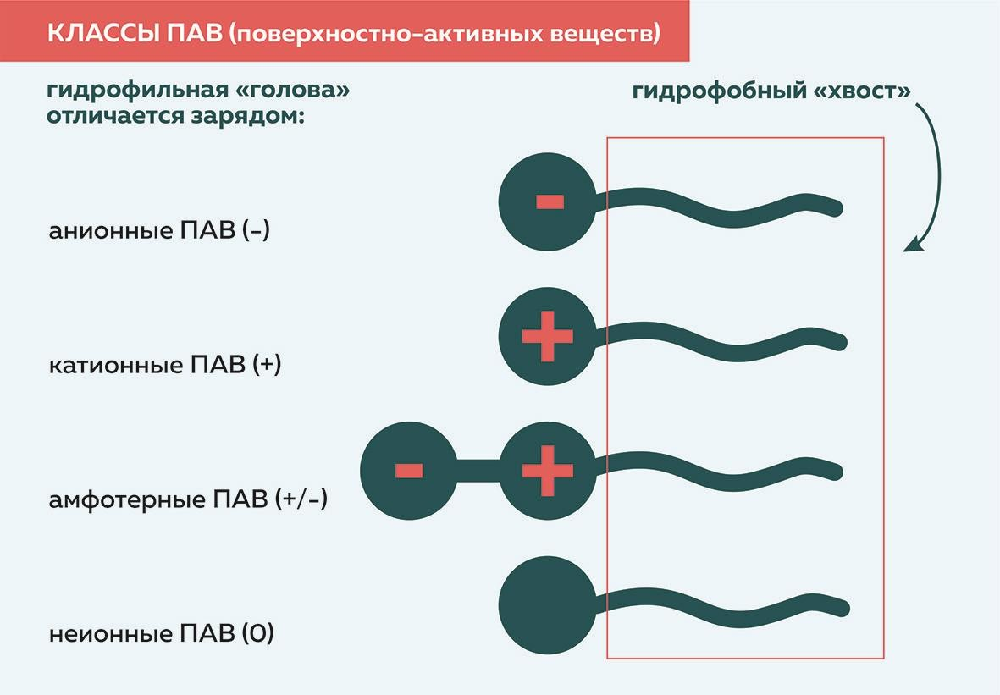 КЛАССЫ ПАВ (поверхностно-активных веществ)
гидрофильная «голова»
отличается зарядом:
гидрофобный «хвост»
анионные ПАВ (-)
катионные ПАВ (+)
амфотерные ПАВ (+/-)
неионные ПАВ (0)